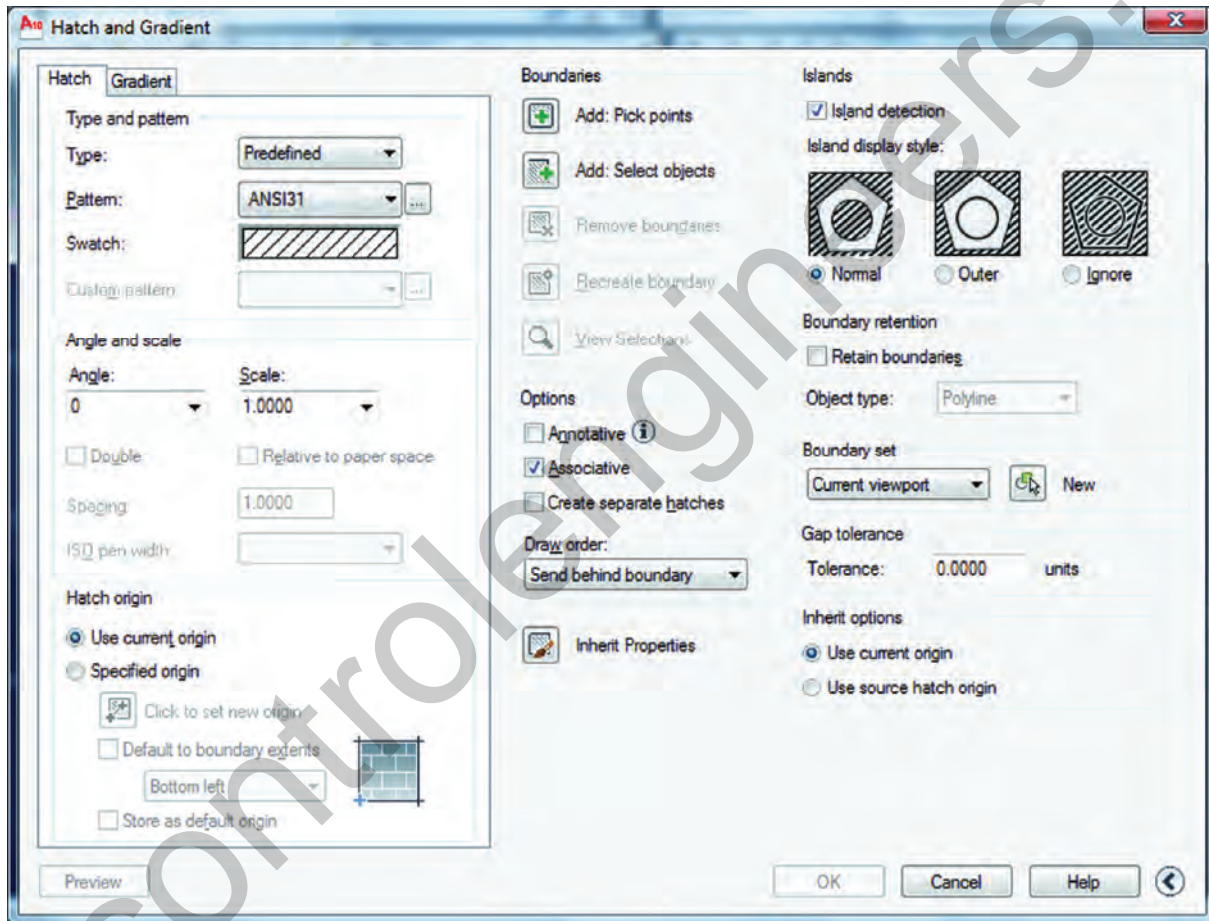 A10 Hatch and Gradient
Hatch
Gradient
Type and pattern
Type:
Predefined
Pattern:
ANSI31
...
Swatch:
Custom pattern:
...
Angle and scale
Angle:
Scale:
0
1.0000
Double
Relative to paper space
Spacing:
1.0000
ISO pen width:
Hatch origin
Use current origin
Specified origin
Click to set new origin
Default to boundary extents
Bottom left
Store as default origin
Preview
Boundaries
Add: Pick points
Add: Select objects
Remove boundaries
Recreate boundary
View Selections
Options
Annotative
Associative
Create separate hatches
Draw order:
Send behind boundary
Inherit Properties
Islands
Island detection
Island display style:
Normal
Outer
Ignore
Boundary retention
Retain boundaries
Object type:
Polyline
Boundary set
Current viewport
New
Gap tolerance
Tolerance:
0.0000
units
Inherit options
Use current origin
Use source hatch origin
OK
Cancel
Help
controlengineers.